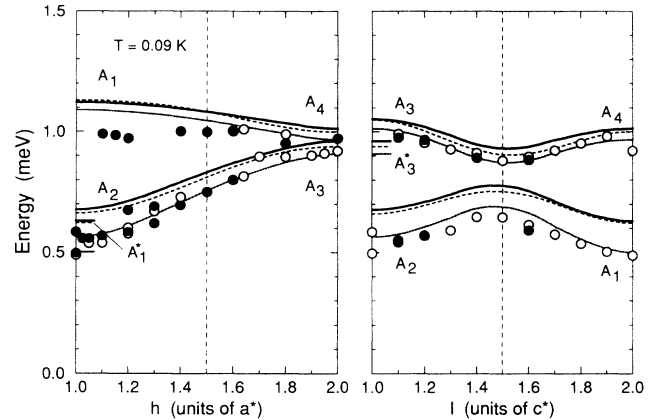 1.5
T = 0.09 K
A₁
A₄
1.0
A₂
A₃
0.5
A*₁
0.0
1.0 1.2 1.4 1.6 1.8 2.0
h (units of a*)
Energy (meV)
A₃
A₄
A*₃
A₂
A₁
1.0 1.2 1.4 1.6 1.8 2.0
l (units of c*)